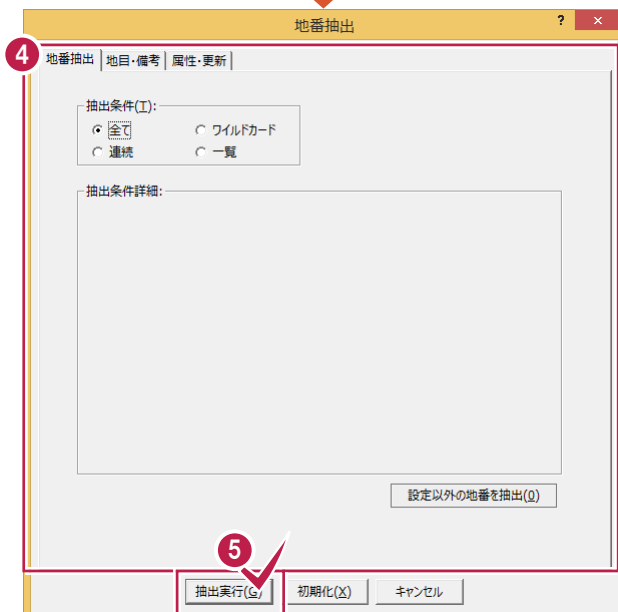 地番抽出 ? ×
4
地番抽出 地目・備考 属性・更新
抽出条件(T):
全て ワイルドカード
連続 一覧
抽出条件詳細:
設定以外の地番を抽出(O)
5
抽出実行(G) 初期化(X) キャンセル